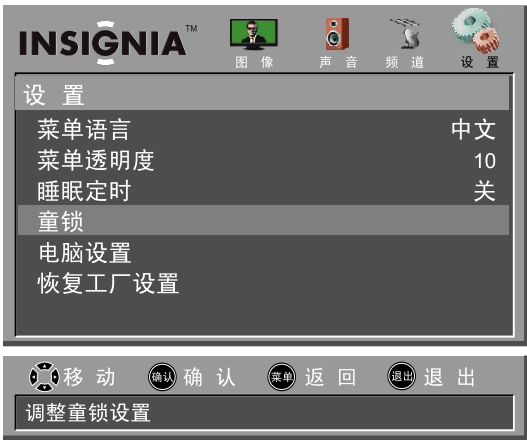 INSIGNIA™
图像 声音 频道 设置
设置
菜单语言 中文
菜单透明度 10
睡眠定时 关
童锁
电脑设置
恢复工厂设置
移动 确认 确认 菜单 返回 退出 退出
调整童锁设置